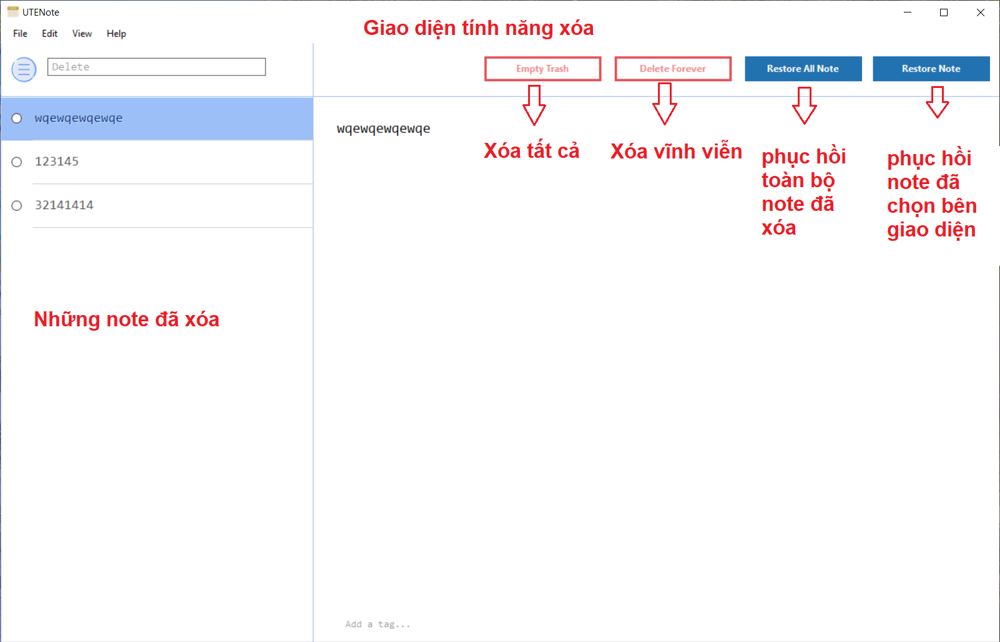 UTENote
File Edit View Help
Giao diện tính năng xóa
Delete
Empty Trash
Delete Forever
Restore All Note
Restore Note
wqewqewqewqe
123145
32141414
wqewqewqewqe
Xóa tất cả
Xóa vĩnh viễn
phục hồi
toàn bộ
note đã
xóa
phục hồi
note đã
chọn bên
giao diện
Những note đã xóa
Add a tag...